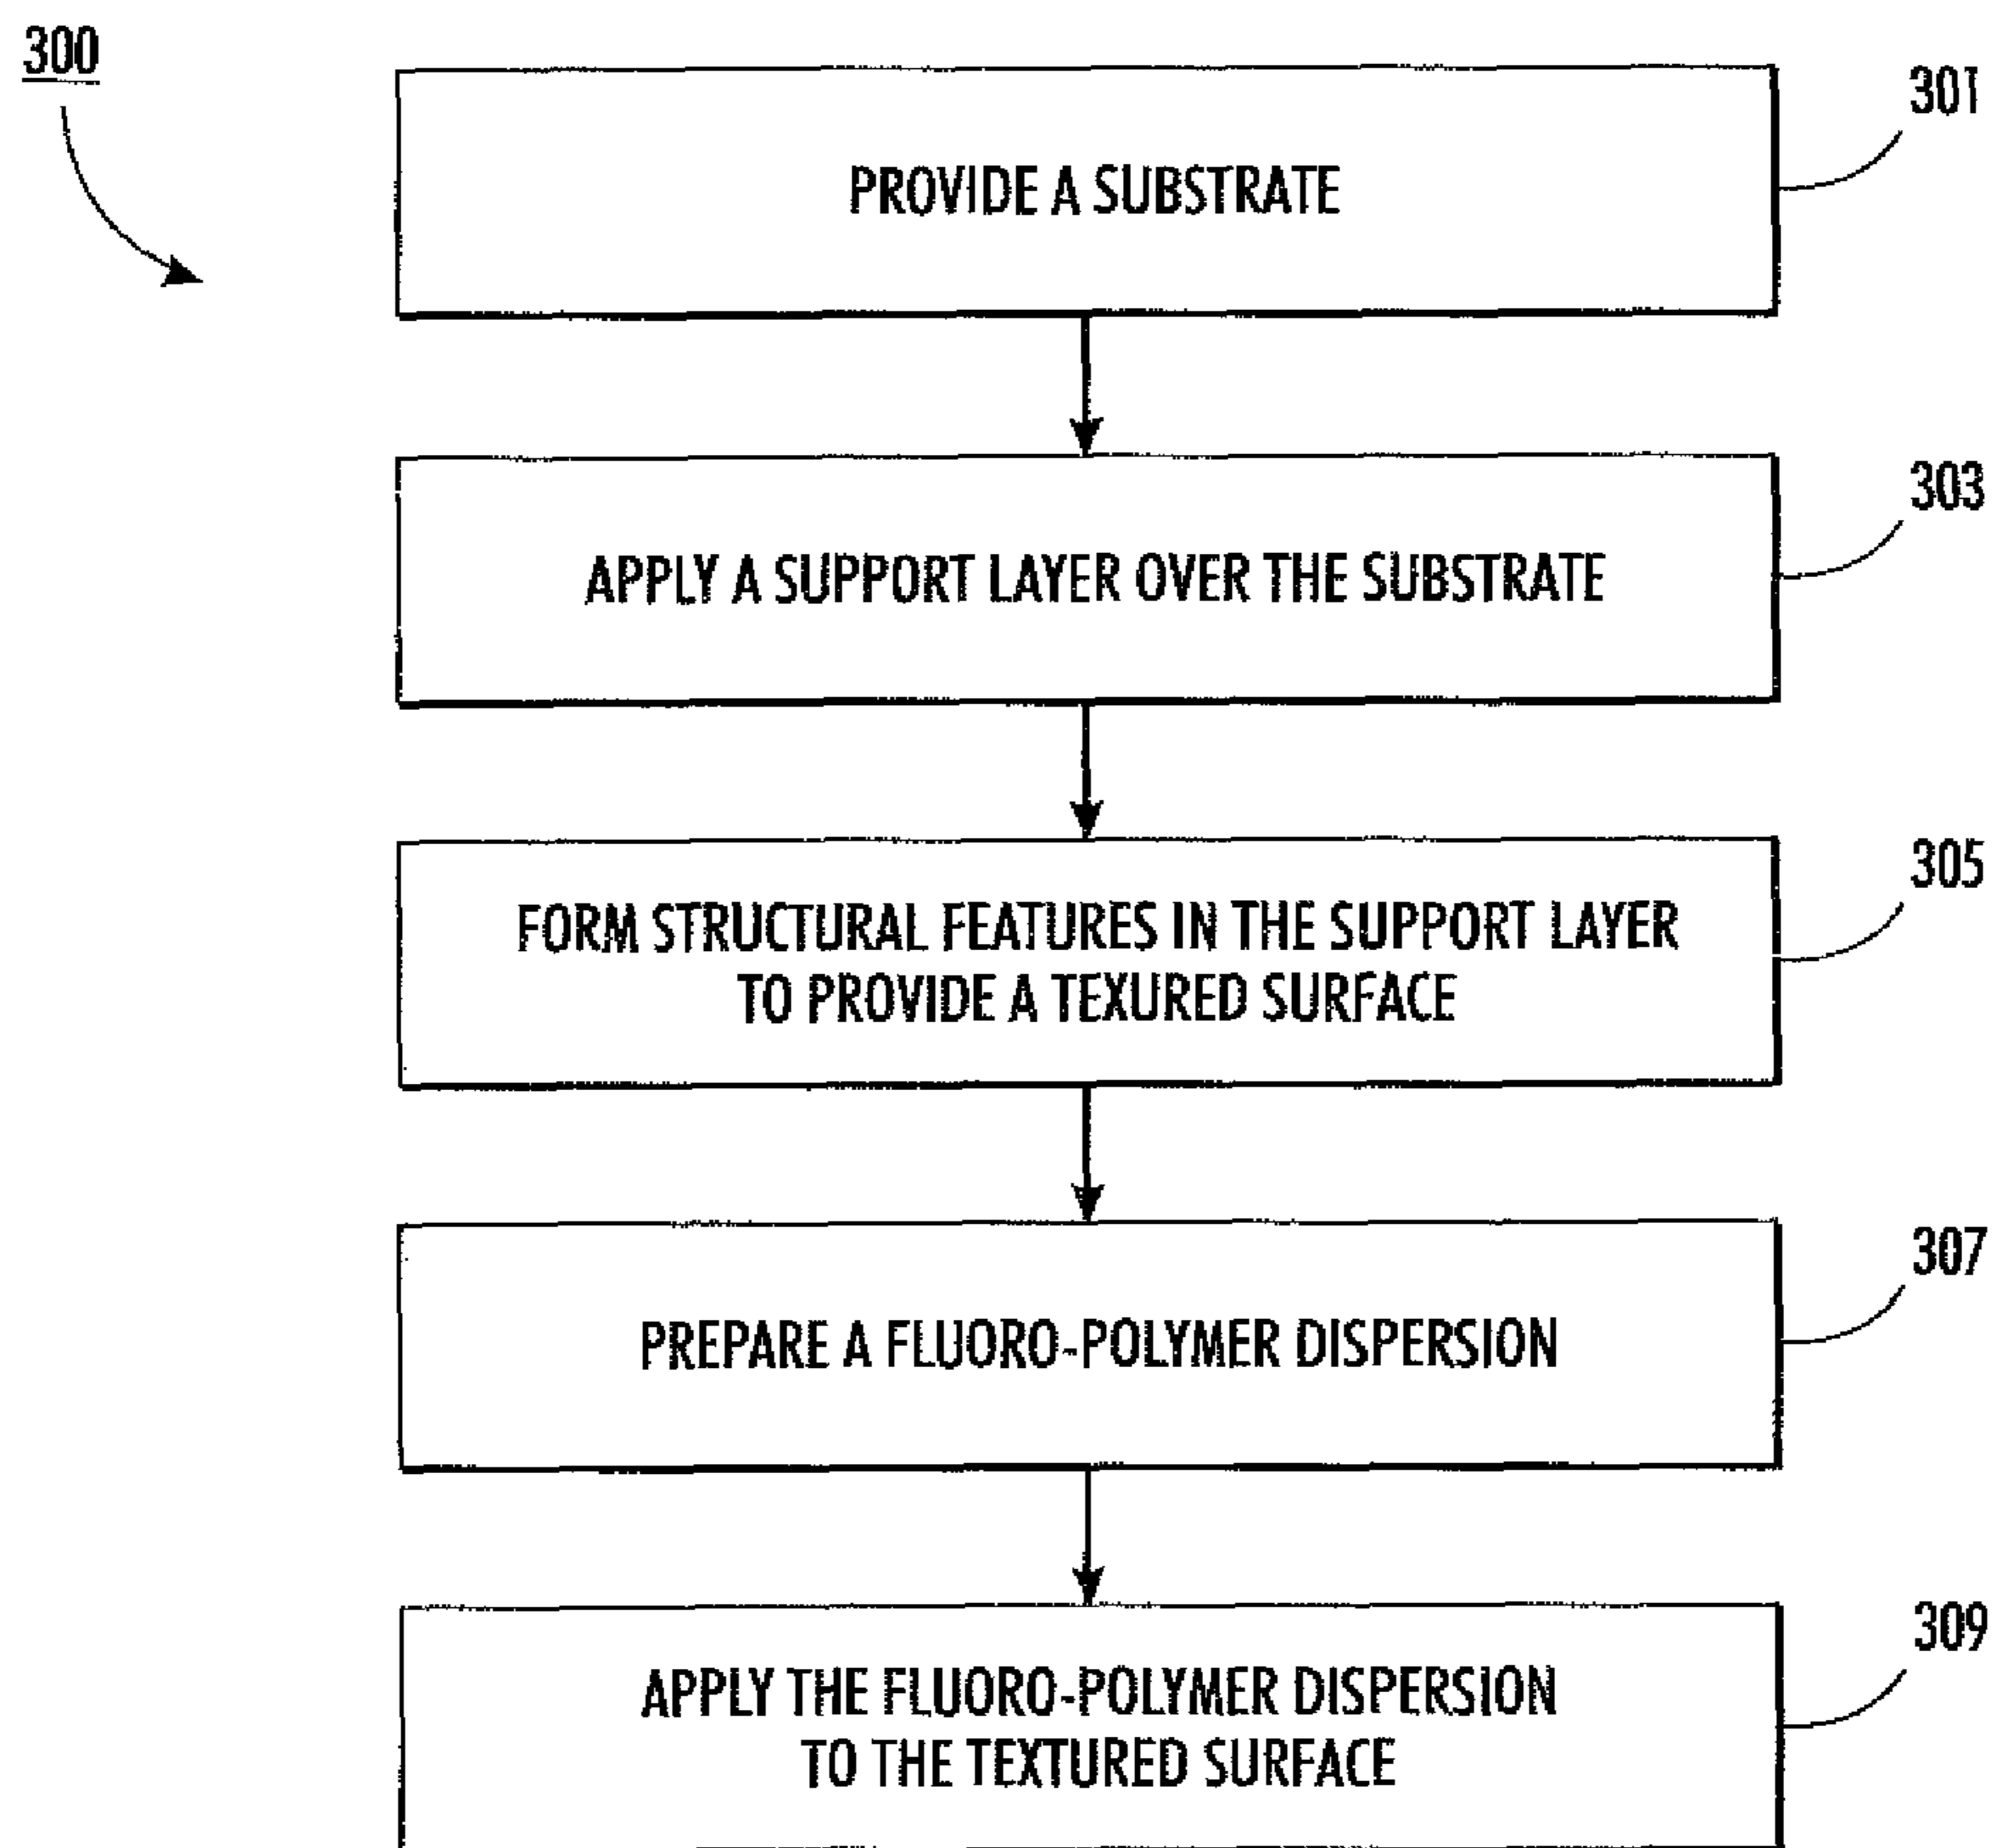 300
301
PROVIDE A SUBSTRATE
303
APPLY A SUPPORT LAYER OVER THE SUBSTRATE
305
FORM STRUCTURAL FEATURES IN THE SUPPORT LAYER
TO PROVIDE A TEXURED SURFACE
307
PREPARE A FLUORO-POLYMER DISPERSION
309
APPLY THE FLUORO-POLYMER DISPERSION
TO THE TEXTURED SURFACE